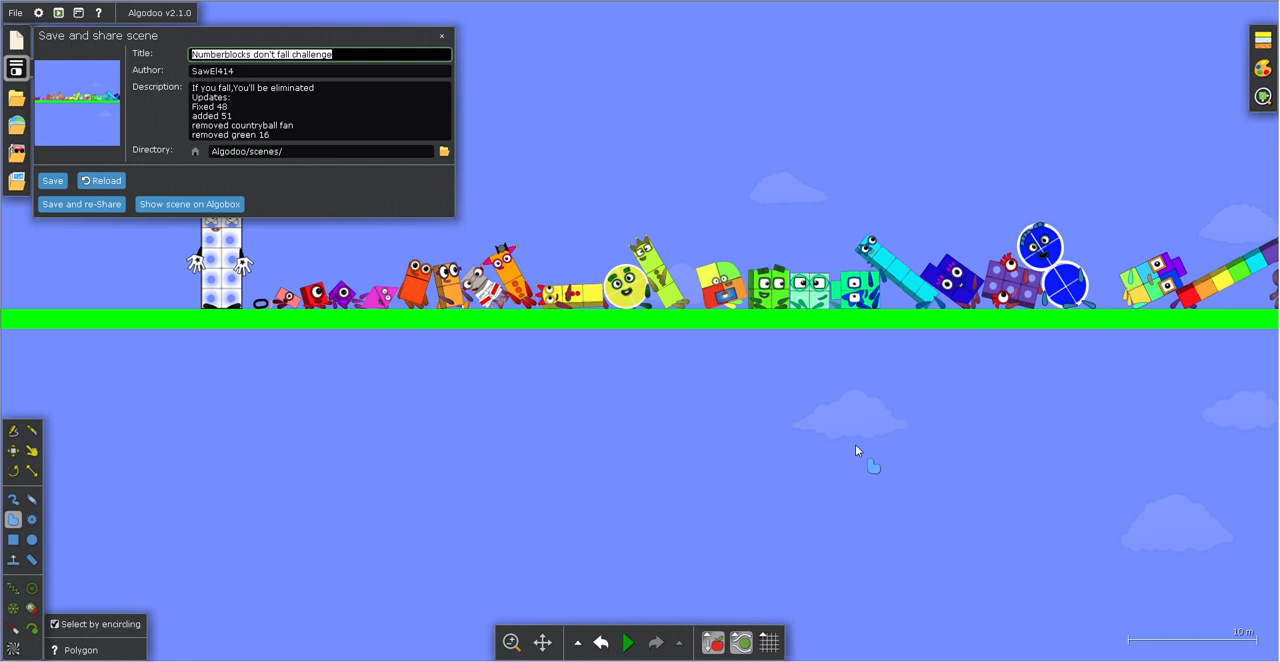 File
?
Algodoo v2.1.0
Save and share scene
×
Title:
Numberblocks don't fall challenge
Author:
SawEl414
Description:
If you fall,You'll be eliminated
Updates:
Fixed 48
added 51
removed countryball fan
removed green 16
Directory:
Algodoo/scenes/
Save
Reload
Save and re-Share
Show scene on Algobox
Select by encircling
? Polygon
10 m